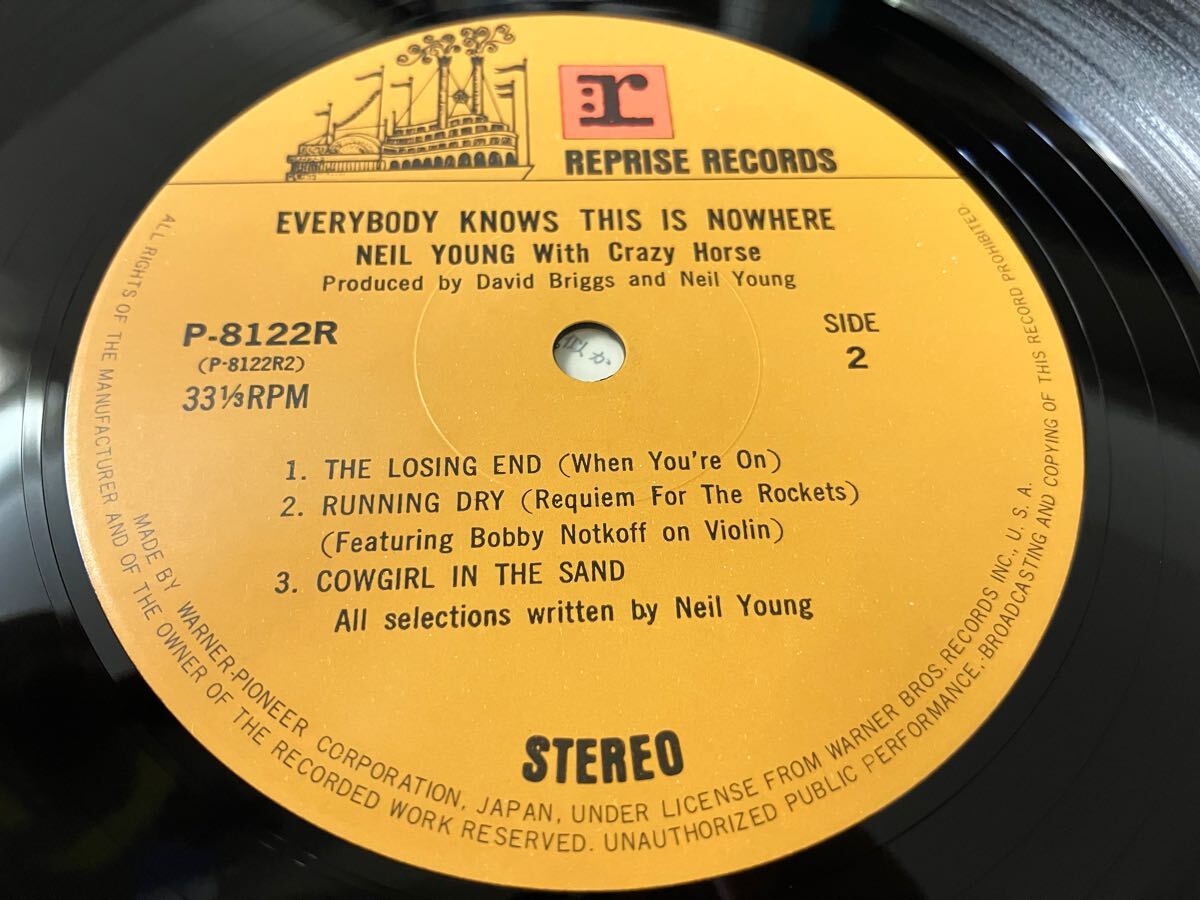 r
REPRISE RECORDS
EVERYBODY KNOWS THIS IS NOWHERE
NEIL YOUNG With Crazy Horse
Produced by David Briggs and Neil Young
P-8122R
(P-8122R2)
33⅓RPM
SIDE
2
1. THE LOSING END (When You're On)
2. RUNNING DRY (Requiem For The Rockets)
(Featuring Bobby Notkoff on Violin)
3. COWGIRL IN THE SAND
All selections written by Neil Young
STEREO
MADE BY WARNER-PIONEER CORPORATION, JAPAN, UNDER LICENSE FROM WARNER BROS. RECORDS INC., U. S. A.
ALL RIGHTS OF THE MANUFACTURER AND OF THE OWNER OF THE RECORDED WORK RESERVED. UNAUTHORIZED PUBLIC PERFORMANCE, BROADCASTING AND COPYING OF THIS RECORD PROHIBITED.